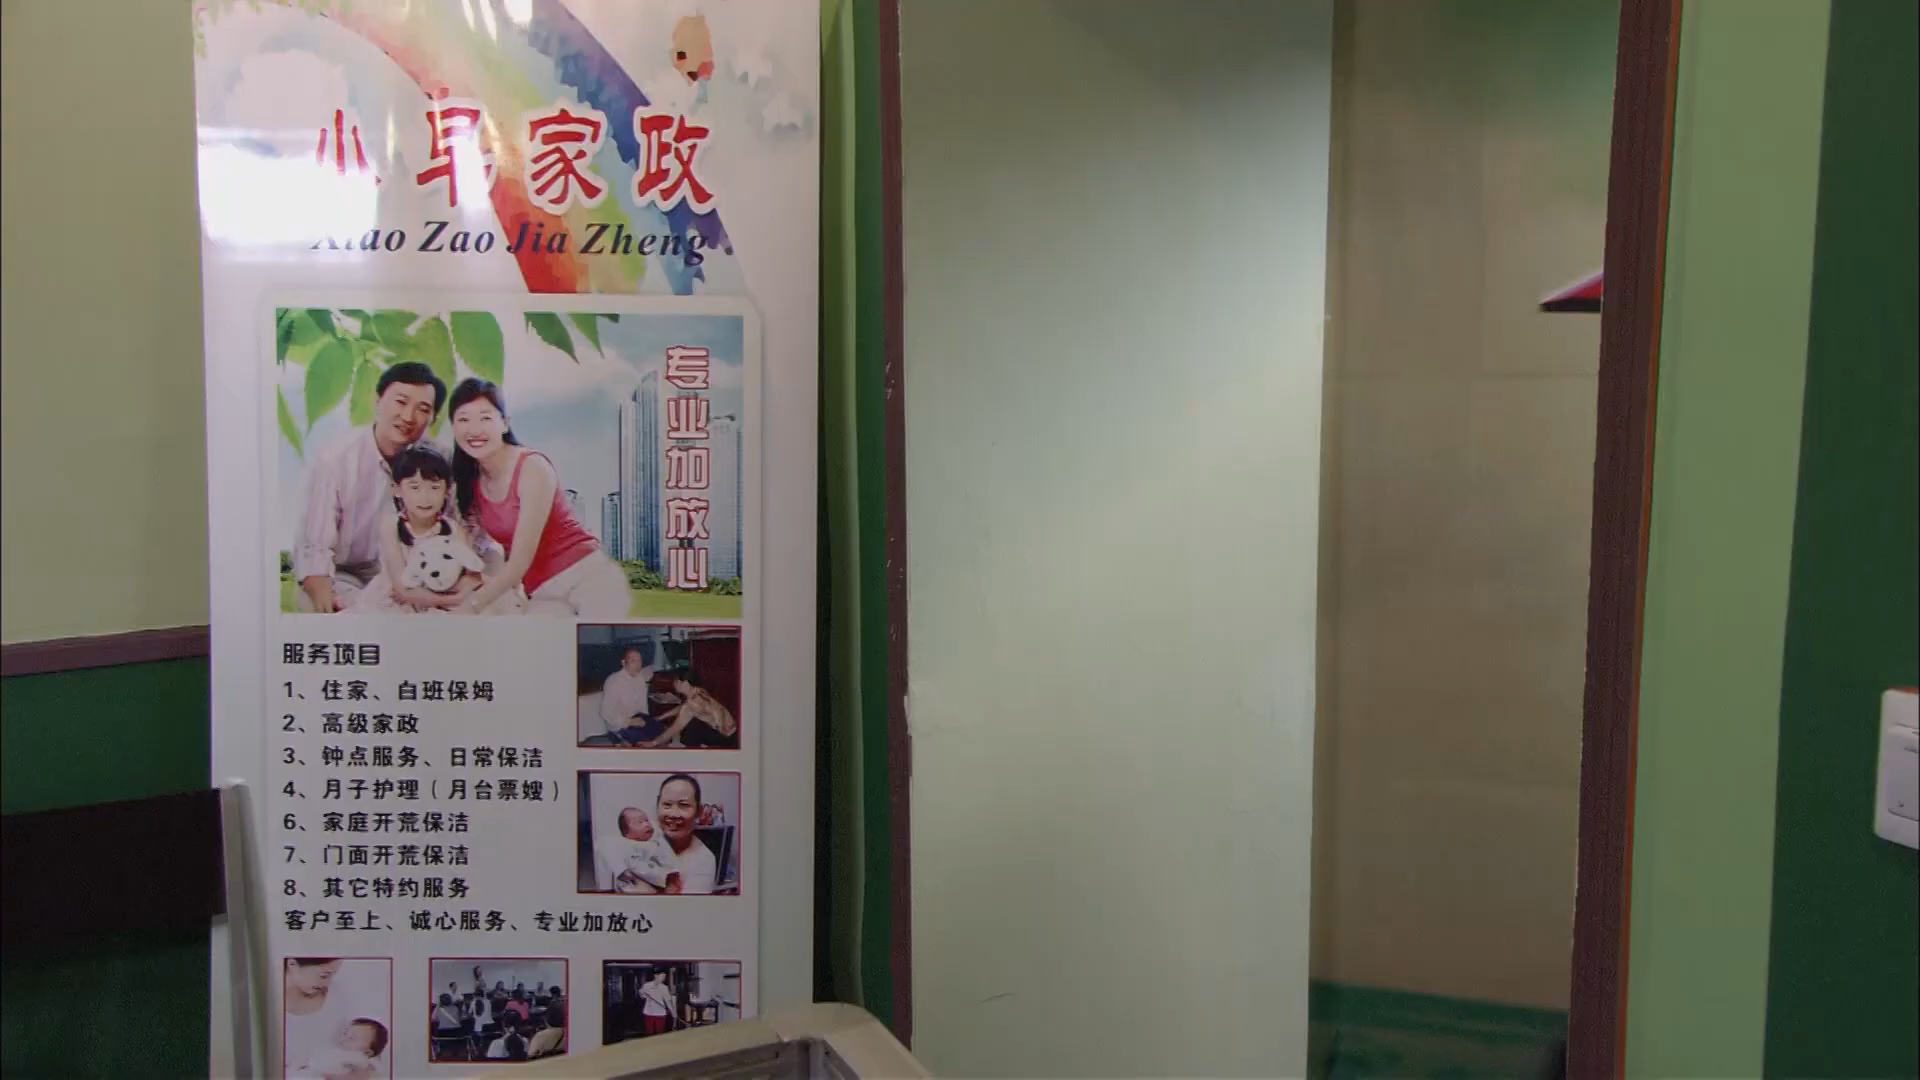 小早家政
Xiao Zao Jia Zheng
专业加放心
服务项目
1、住家、白班保姆
2、高级家政
3、钟点服务、日常保洁
4、月子护理（月台票嫂）
6、家庭开荒保洁
7、门面开荒保洁
8、其它特约服务
客户至上、诚心服务、专业加放心